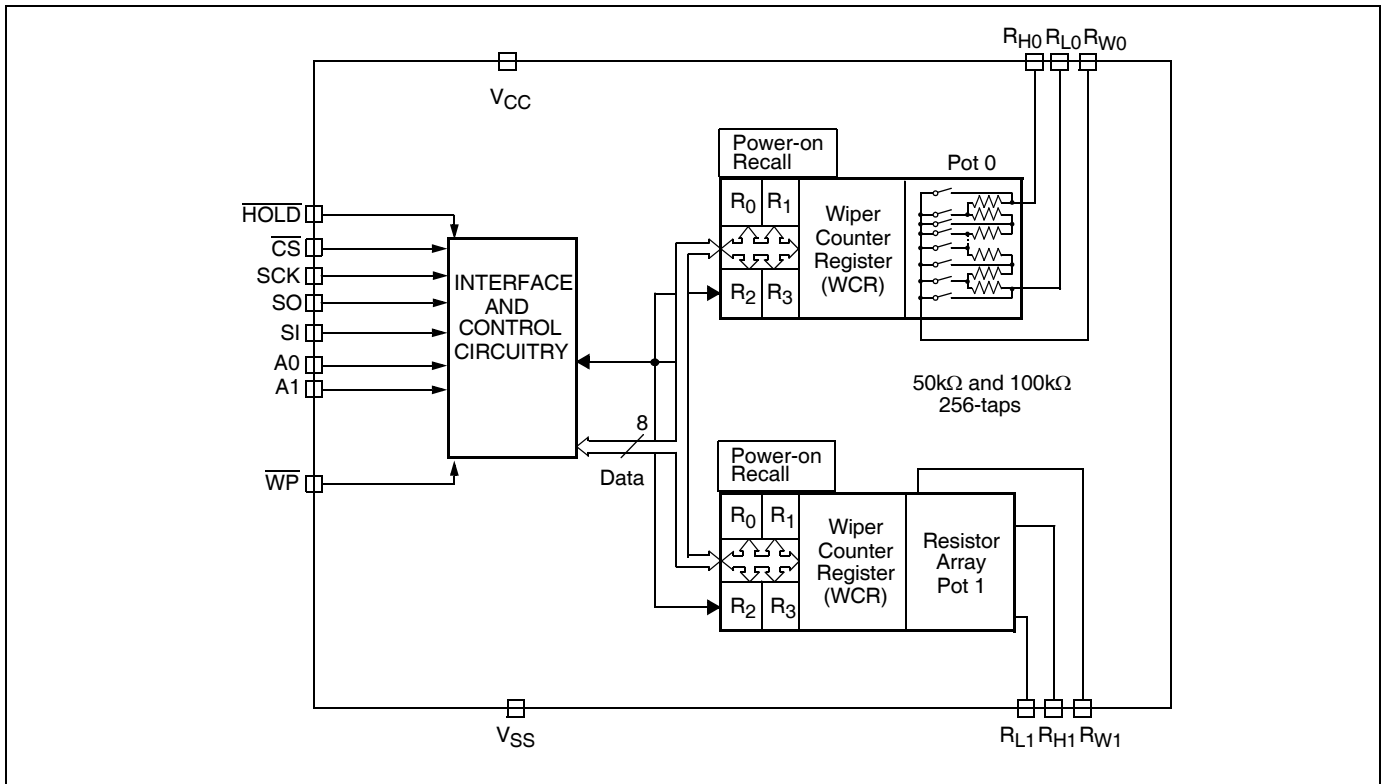 RH0 RL0 RW0
VCC
Power-on
Recall
Pot 0
HOLD
CS
SCK
SO
SI
A0
A1
WP
INTERFACE
AND
CONTROL
CIRCUITRY
R0 R1
R2 R3
Wiper
Counter
Register
(WCR)
50kΩ and 100kΩ
256-taps
8
Data
Power-on
Recall
R0 R1
R2 R3
Wiper
Counter
Register
(WCR)
Resistor
Array
Pot 1
VSS
RL1 RH1 RW1